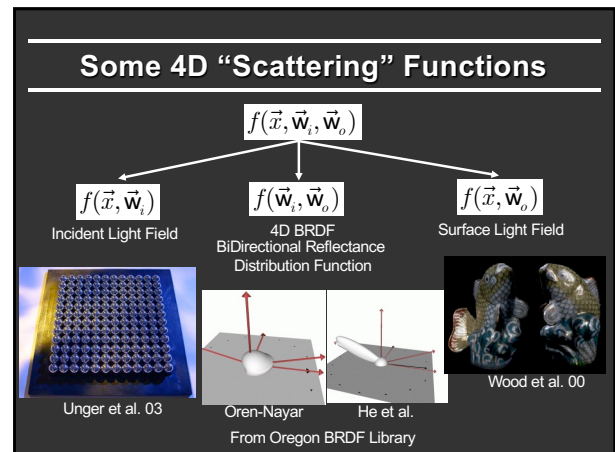 Some 4D “Scattering” Functions
f(x⃗, w⃗ᵢ, w⃗ₒ)
f(x⃗, w⃗ᵢ)
f(w⃗ᵢ, w⃗ₒ)
f(x⃗, w⃗ₒ)
Incident Light Field
4D BRDF
BiDirectional Reflectance
Distribution Function
Surface Light Field
Unger et al. 03
Oren-Nayar
He et al.
Wood et al. 00
From Oregon BRDF Library